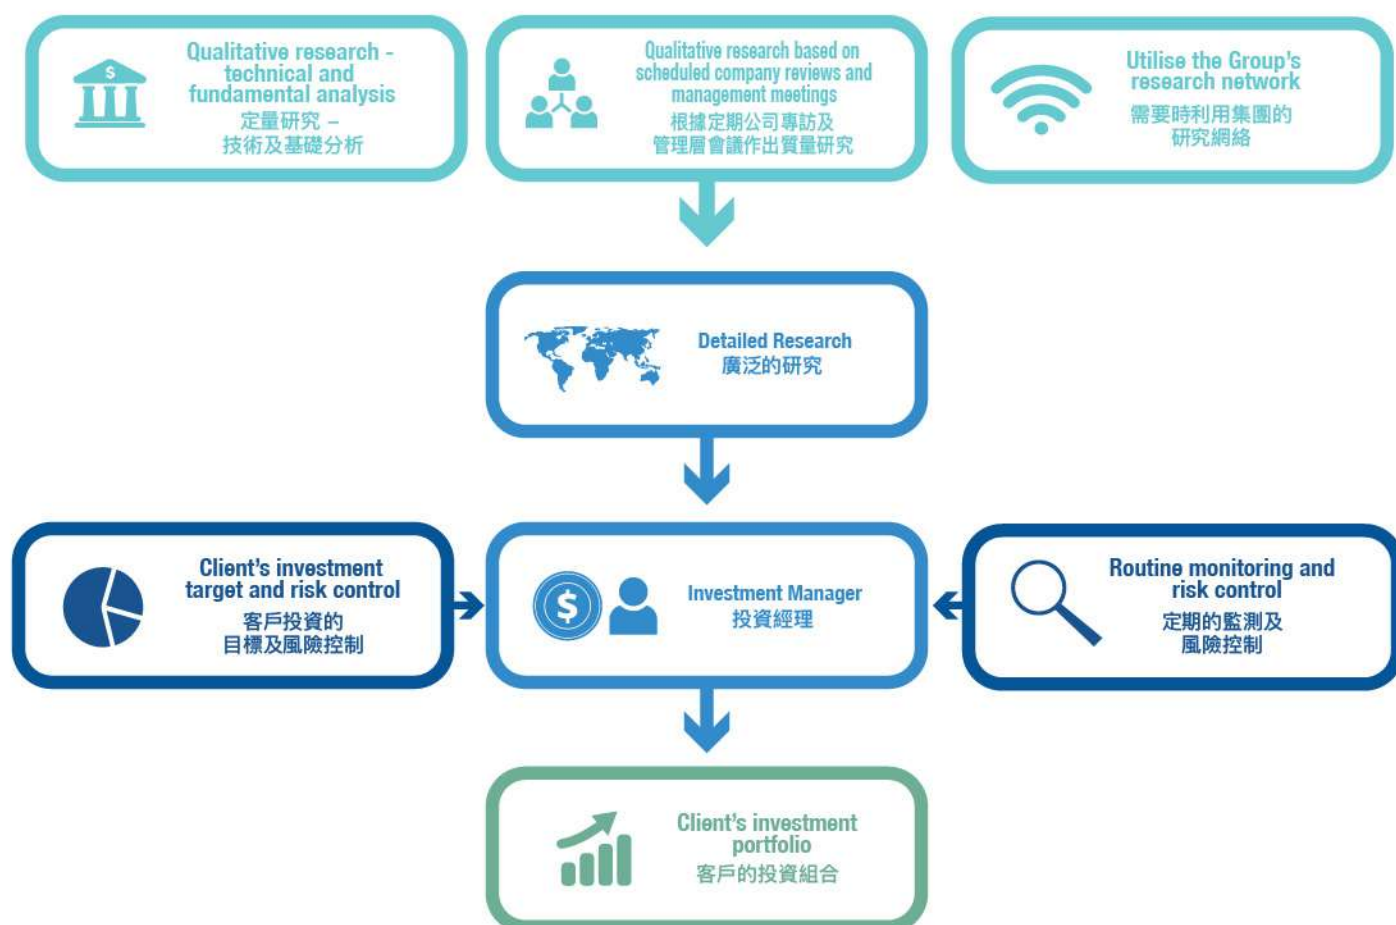 Qualitative research -
technical and
fundamental analysis
定量研究 –
技術及基礎分析
Qualitative research based on
scheduled company reviews and
management meetings
根據定期公司專訪及
管理層會議作出質量研究
Utilise the Group's
research network
需要時利用集團的
研究網絡
Detailed Research
廣泛的研究
Client's investment
target and risk control
客戶投資的
目標及風險控制
Investment Manager
投資經理
Routine monitoring and
risk control
定期的監測及
風險控制
Client's investment
portfolio
客戶的投資組合
$
$